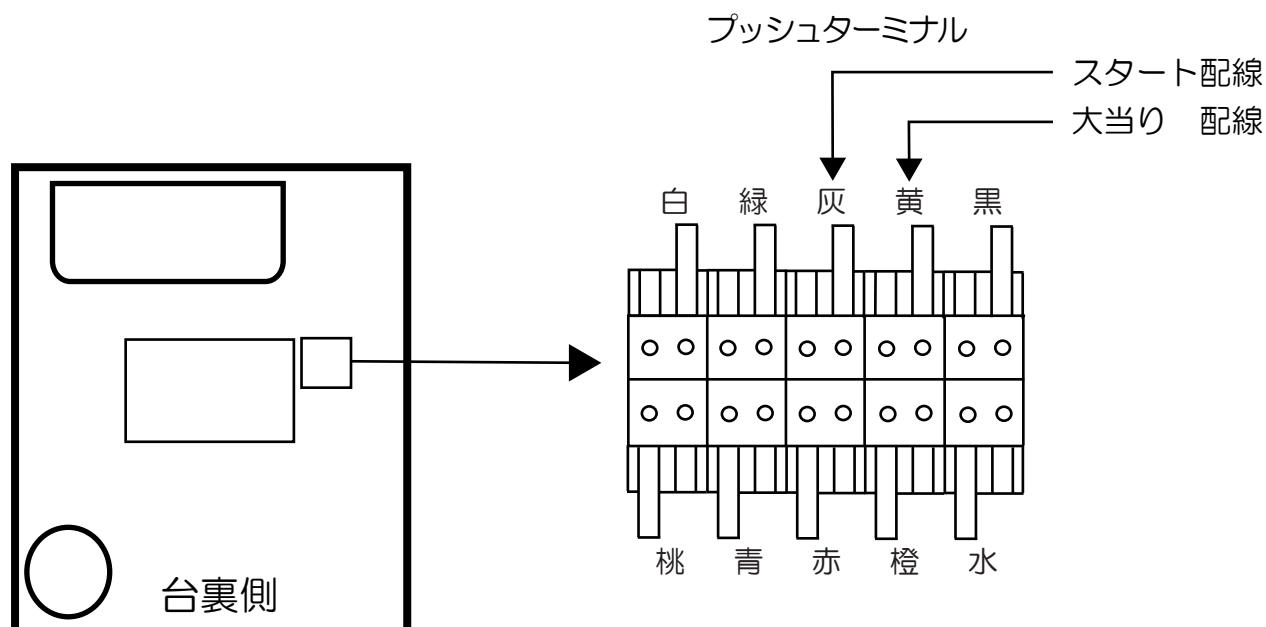 プッシュターミナル
スタート配線
大当り　配線
白 緑 灰 黄 黒
桃 青 赤 橙 水
台裏側